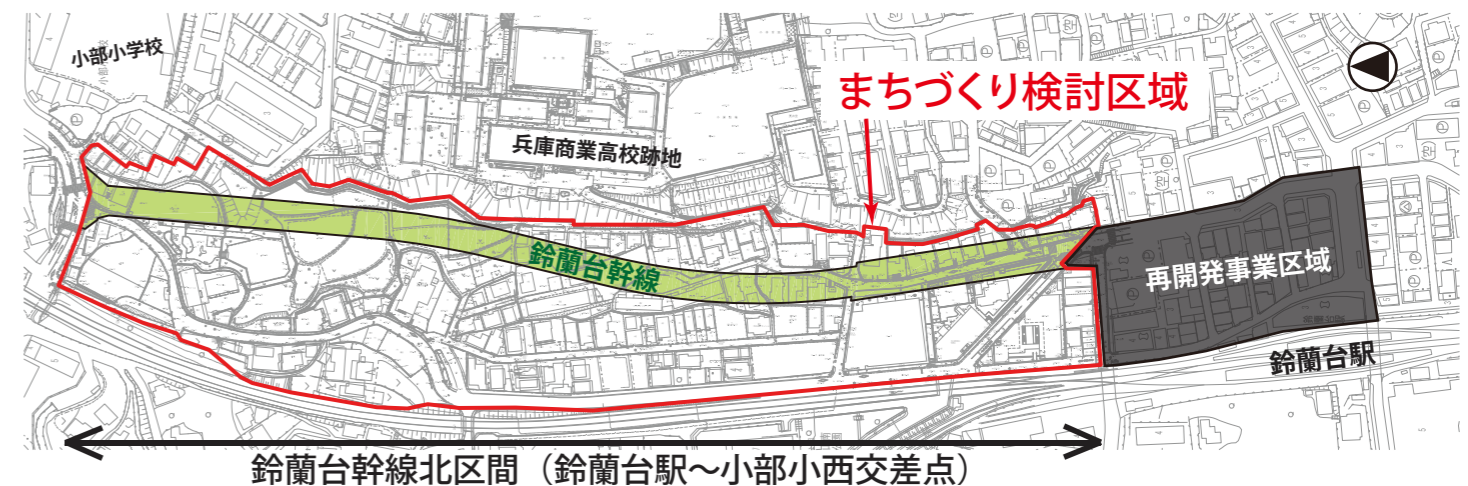 小部小学校
まちづくり検討区域
兵庫商業高校跡地
鈴蘭台幹線
再開発事業区域
鈴蘭台駅
鈴蘭台幹線北区間（鈴蘭台駅～小部小西交差点）